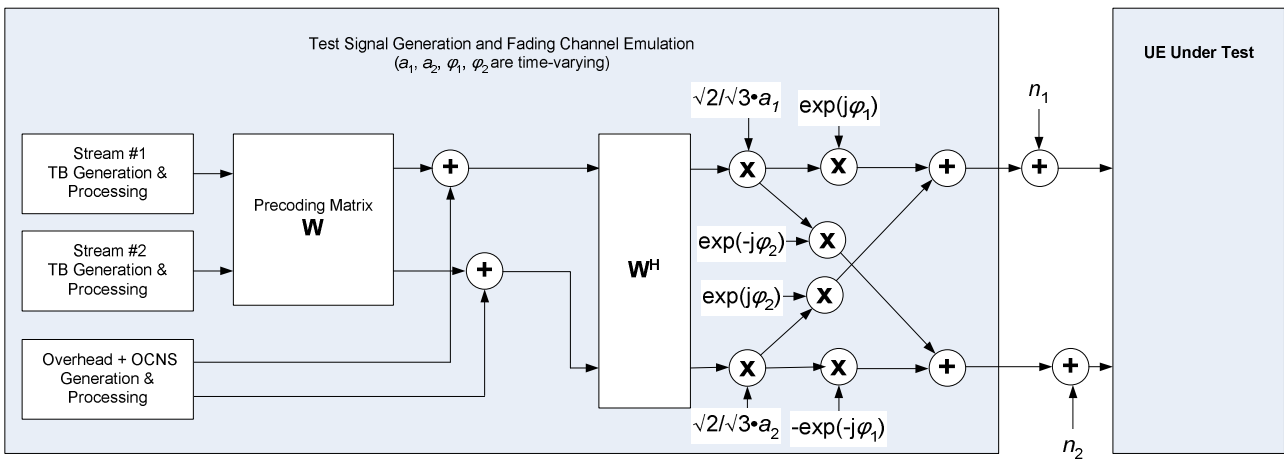 Test Signal Generation and Fading Channel Emulation
(a₁, a₂, φ₁, φ₂ are time-varying)
UE Under Test
√2/√3•a₁
exp(jφ₁)
n₁
Stream #1
TB Generation &
Processing
Precoding Matrix
W
+
x
x
+
+
Stream #2
TB Generation &
Processing
+
Wᴴ
exp(-jφ₂)
x
exp(jφ₂)
x
Overhead + OCNS
Generation &
Processing
x
x
+
+
√2/√3•a₂
-exp(-jφ₁)
n₂